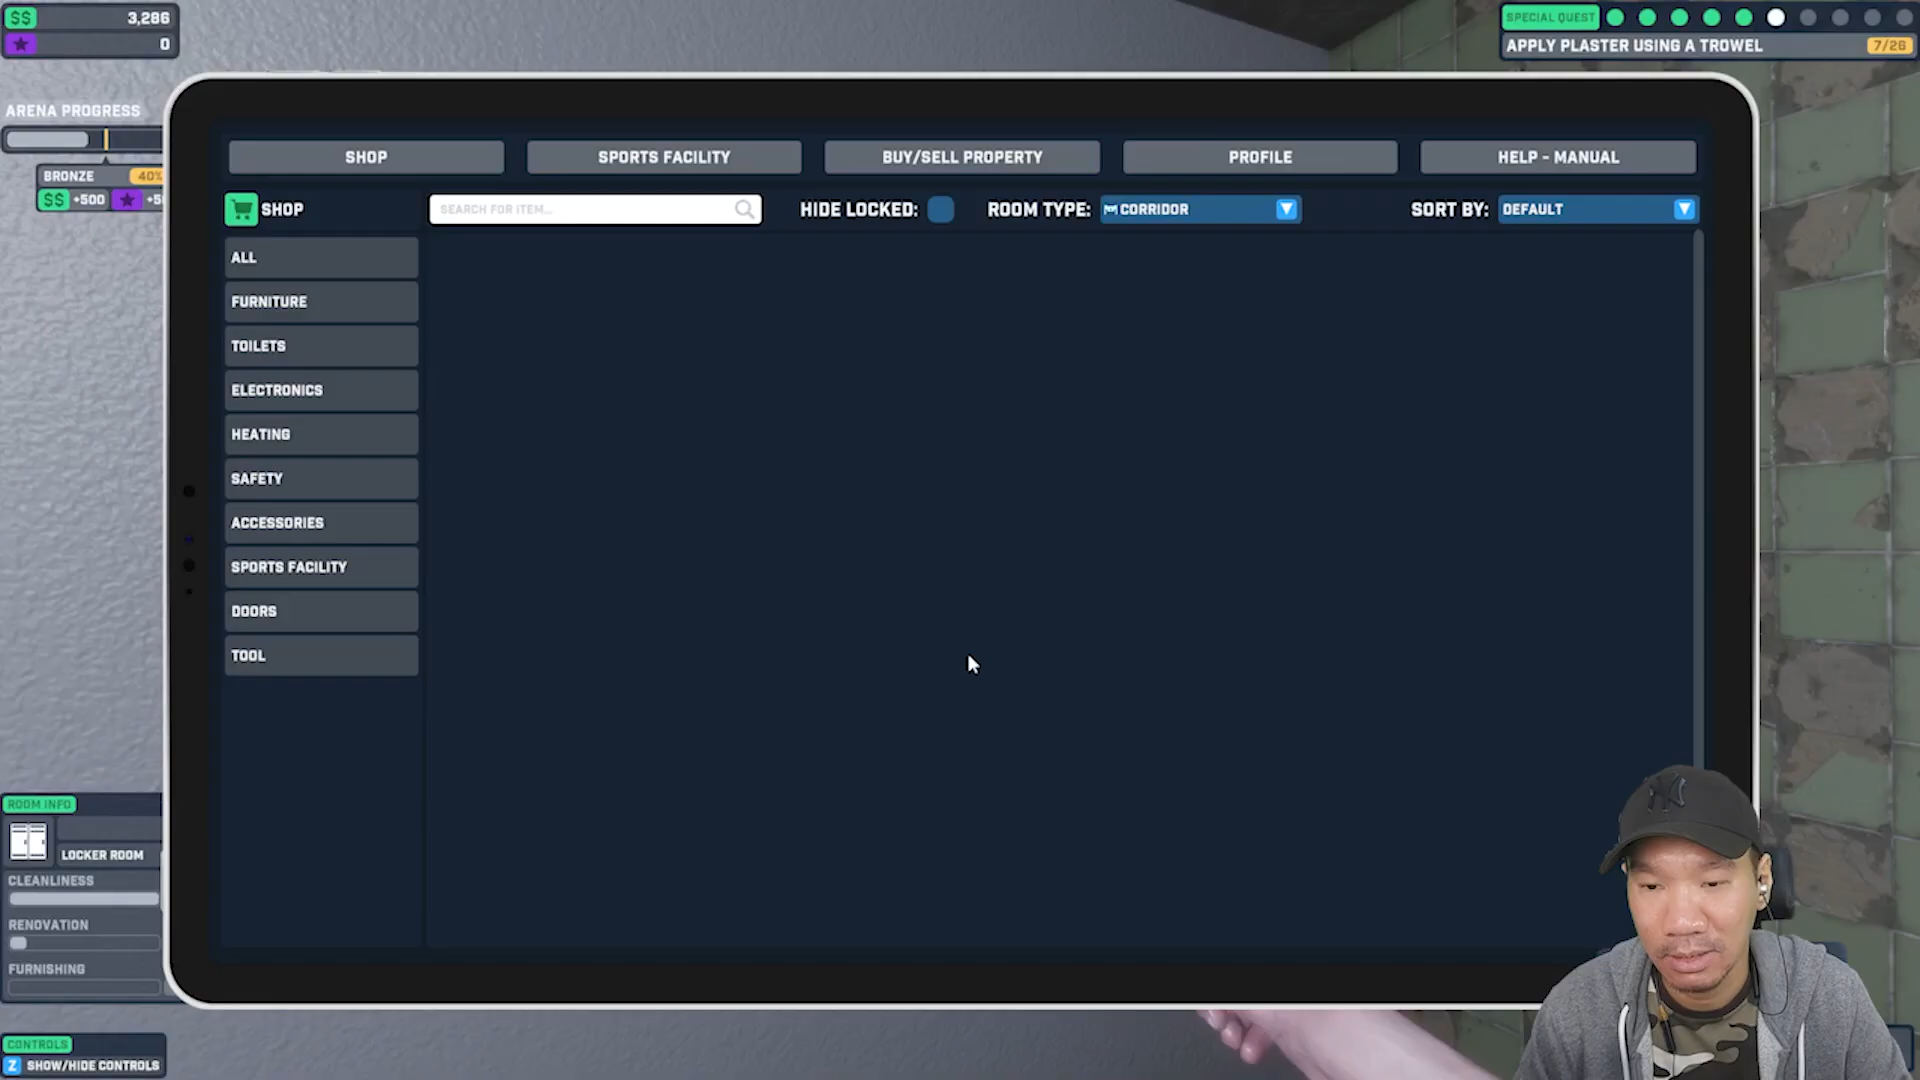 $$ 3,286
0
SPECIAL QUEST
APPLY PLASTER USING A TROWEL 7/26
ARENA PROGRESS
BRONZE 40%
$$ +500
SHOP SPORTS FACILITY BUY/SELL PROPERTY PROFILE HELP - MANUAL
SHOP SEARCH FOR ITEM... HIDE LOCKED: ROOM TYPE: CORRIDOR SORT BY: DEFAULT
ALL
FURNITURE
TOILETS
ELECTRONICS
HEATING
SAFETY
ACCESSORIES
SPORTS FACILITY
DOORS
TOOL
ROOM INFO
LOCKER ROOM
CLEANLINESS
RENOVATION
FURNISHING
CONTROLS
Z SHOW/HIDE CONTROLS